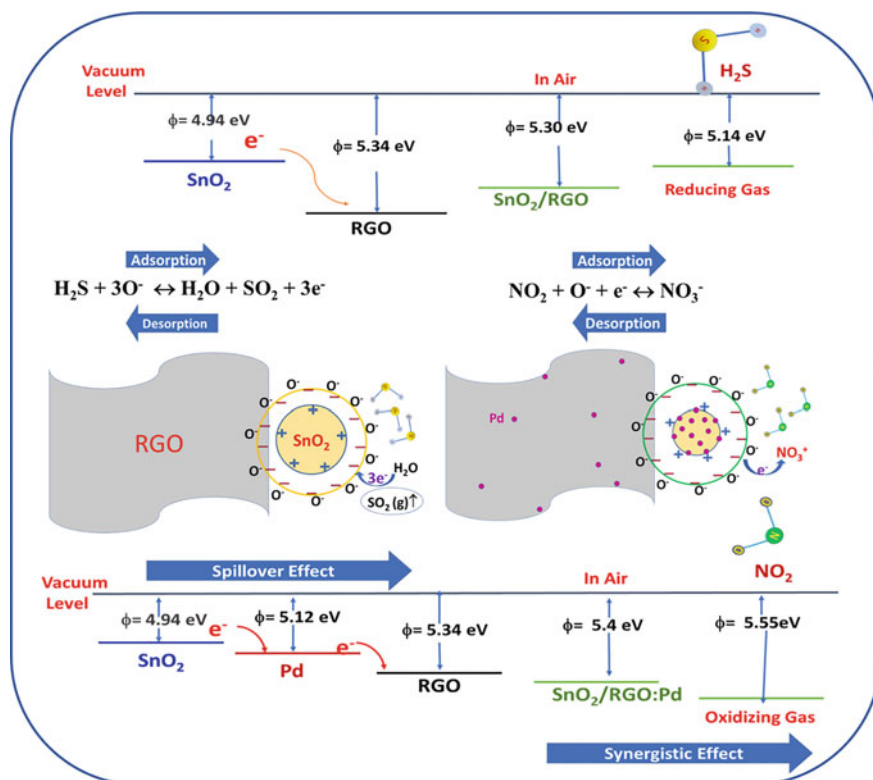 Vacuum Level
In Air
H₂S
S
ϕ= 4.94 eV
ϕ= 5.34 eV
ϕ= 5.30 eV
ϕ= 5.14 eV
e⁻
SnO₂
RGO
SnO₂/RGO
Reducing Gas
Adsorption
H₂S + 3O⁻ ↔ H₂O + SO₂ + 3e⁻
Desorption
Adsorption
NO₂ + O⁻ + e⁻ ↔ NO₃⁻
Desorption
RGO
SnO₂
O⁻ O⁻ O⁻ O⁻ O⁻ O⁻ O⁻ O⁻ O⁻ O⁻
3e⁻
H₂O
SO₂ (g)↑
Pd
O⁻ O⁻ O⁻ O⁻ O⁻ O⁻ O⁻ O⁻ O⁻ O⁻
e⁻
NO₃⁺
O
N
O
NO₂
Spillover Effect
Vacuum Level
In Air
ϕ= 4.94 eV
ϕ= 5.12 eV
ϕ= 5.34 eV
ϕ= 5.4 eV
ϕ= 5.55eV
e⁻
e⁻
SnO₂
Pd
RGO
SnO₂/RGO:Pd
Oxidizing Gas
Synergistic Effect